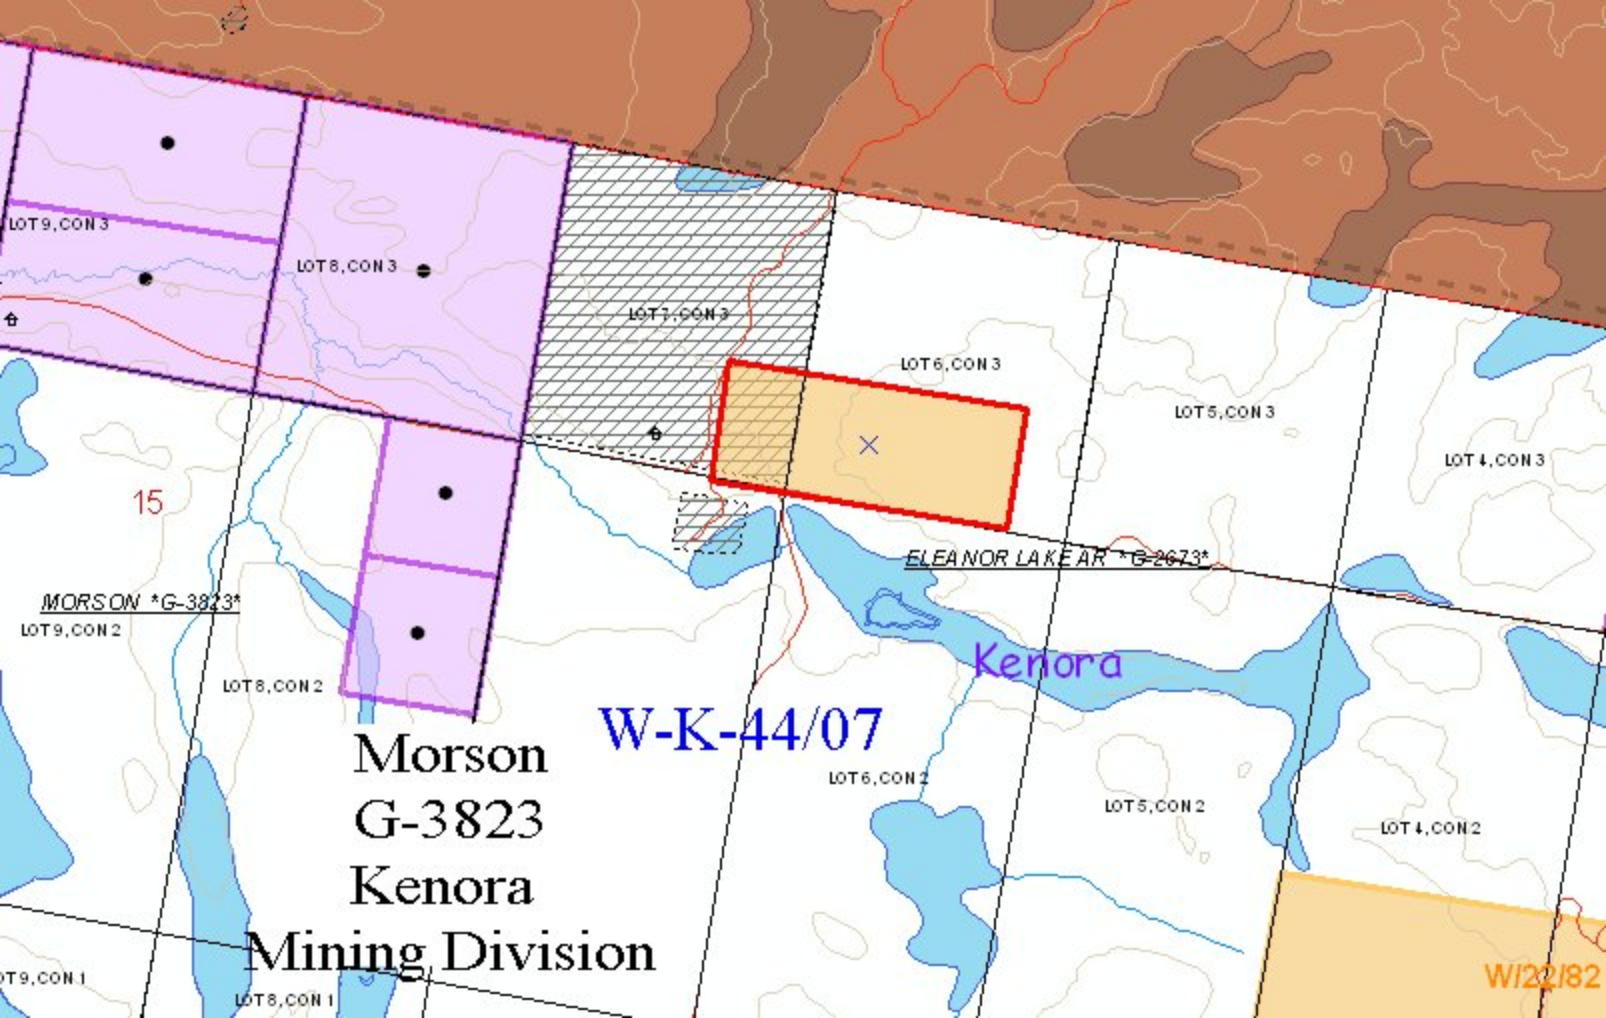 LOT9,CON3
LOT8,CON3
LOT7,CON3
LOT6,CON3
LOT5,CON3
LOT4,CON3
15
MORSON *G-3823*
ELEANOR LAKE AR *G-2673*
LOT9,CON2
LOT8,CON2
Kenora
W-K-44/07
LOT6,CON2
LOT5,CON2
LOT4,CON2
Morson
G-3823
Kenora
Mining Division
OT9,CON1
LOT8,CON1
W/22/82